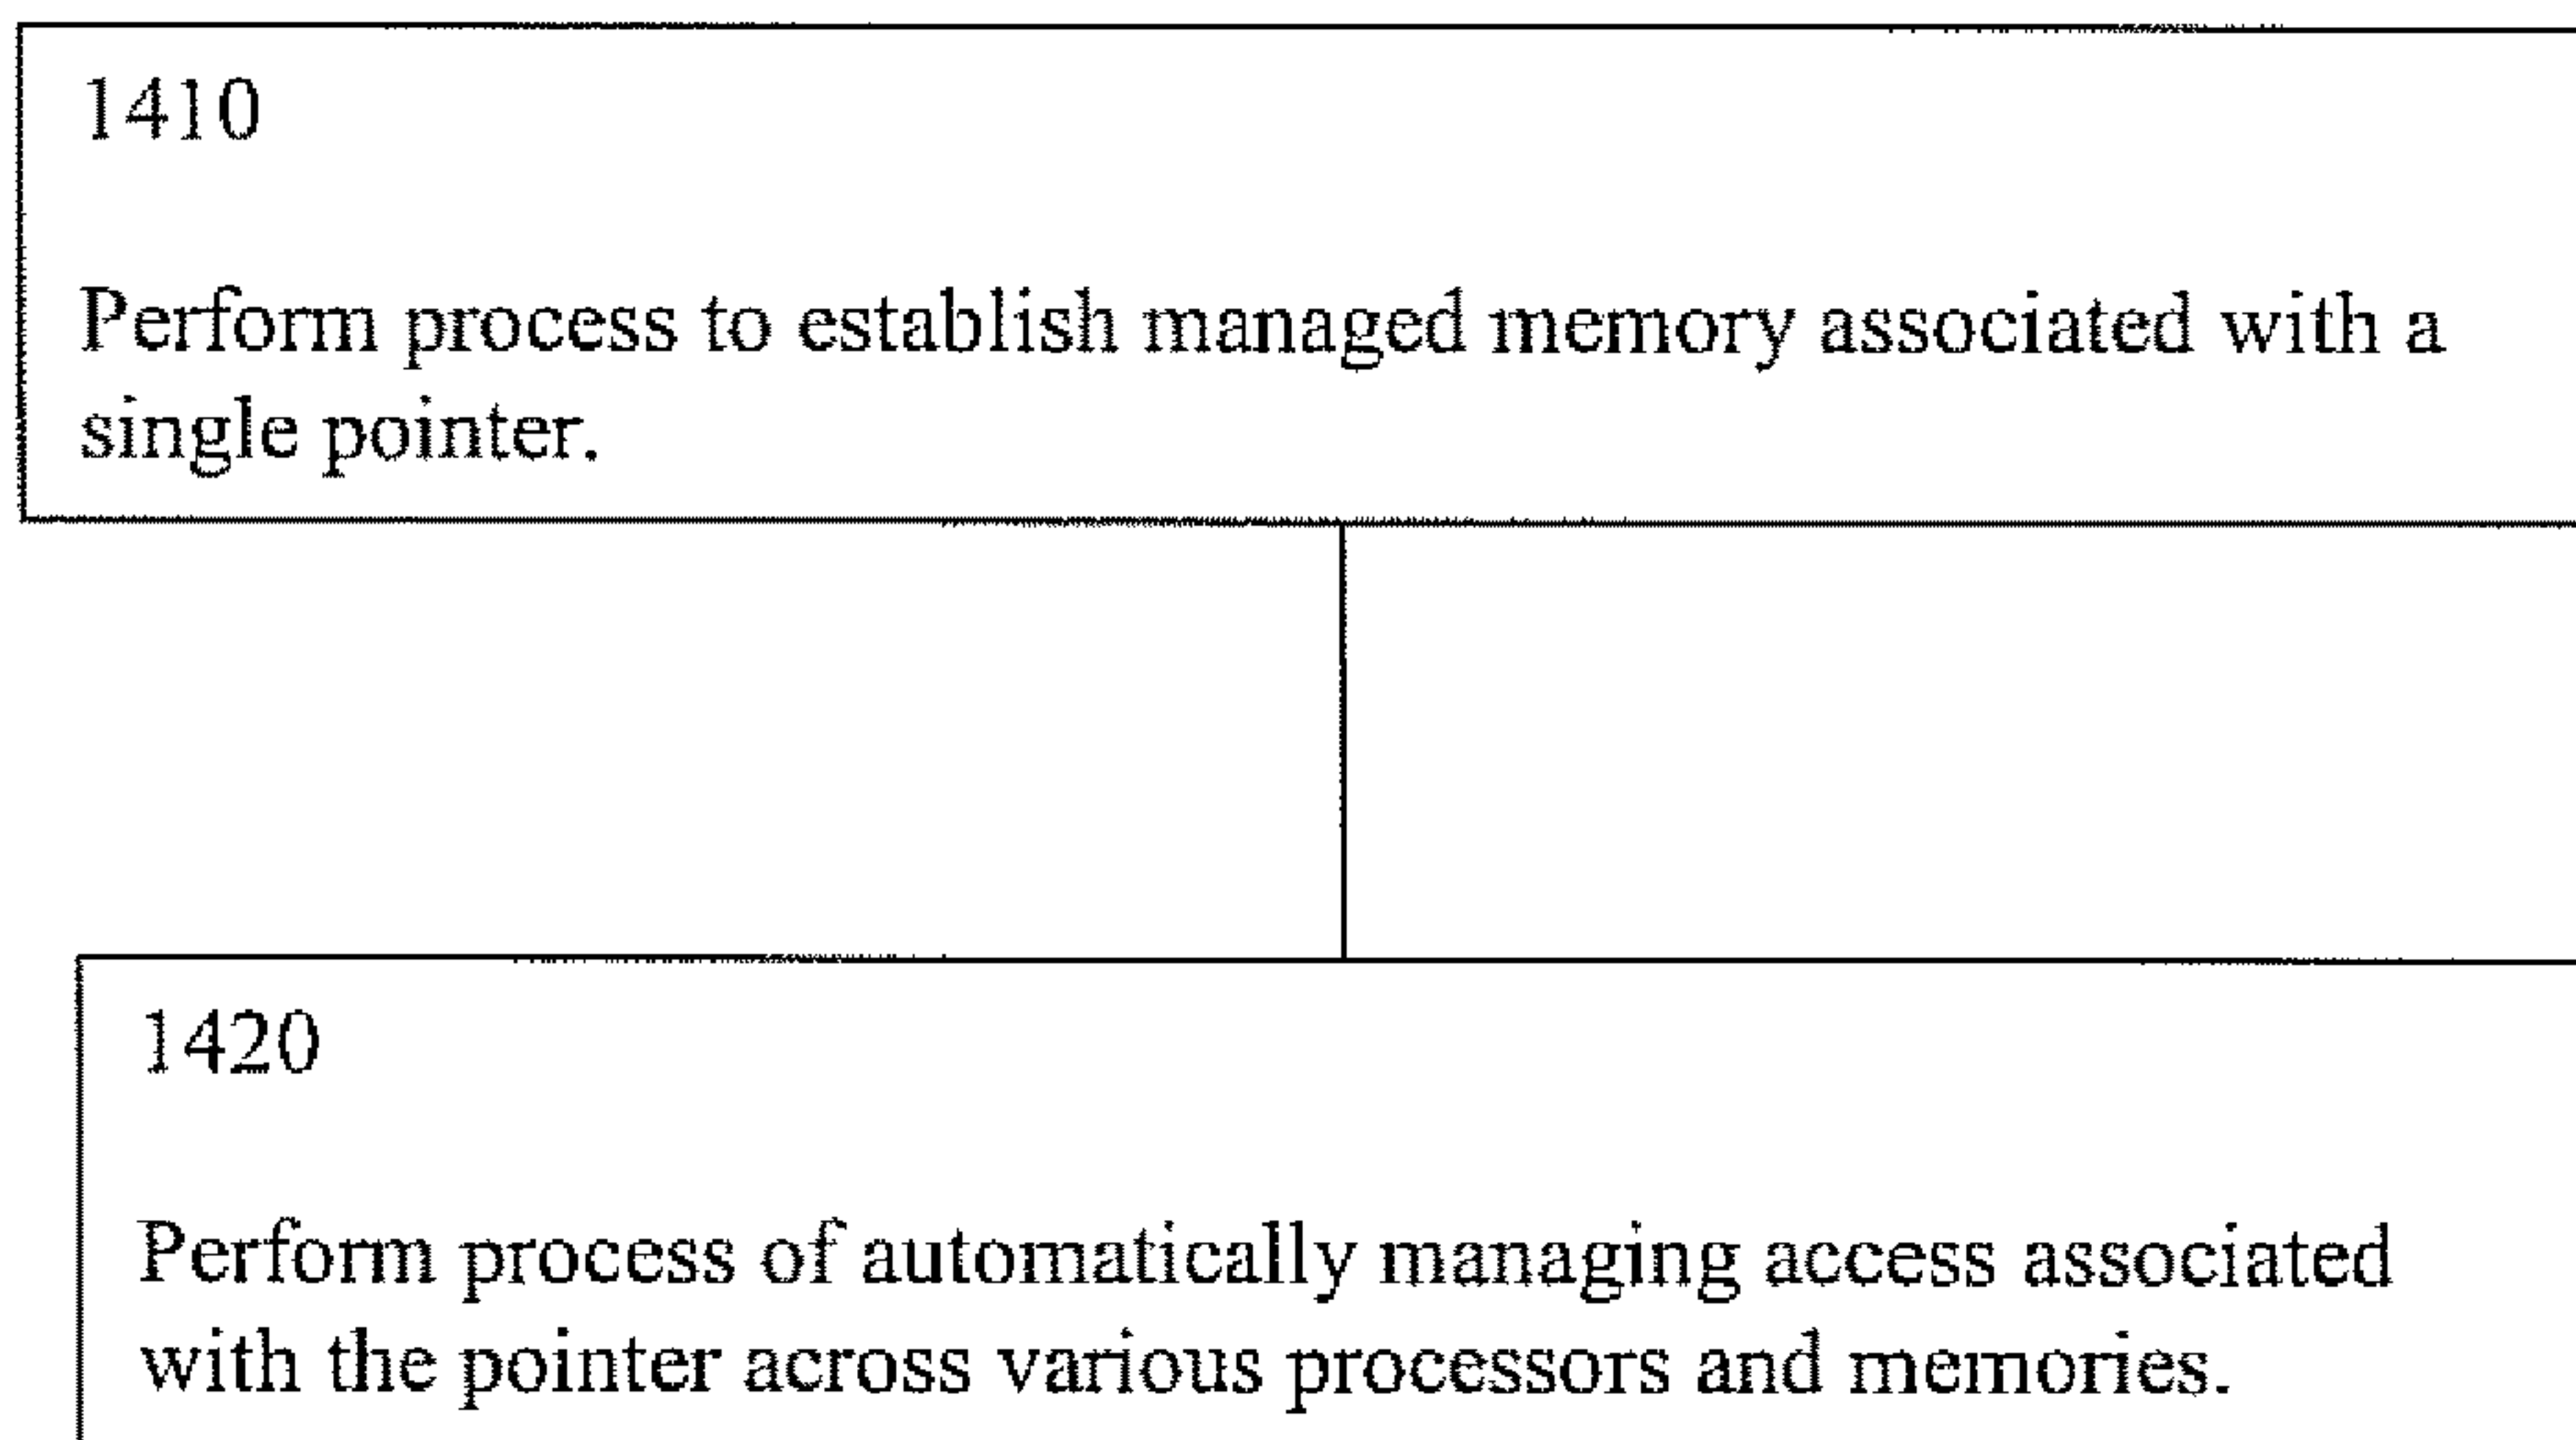 1410
Perform process to establish managed memory associated with a
single pointer.
1420
Perform process of automatically managing access associated
with the pointer across various processors and memories.